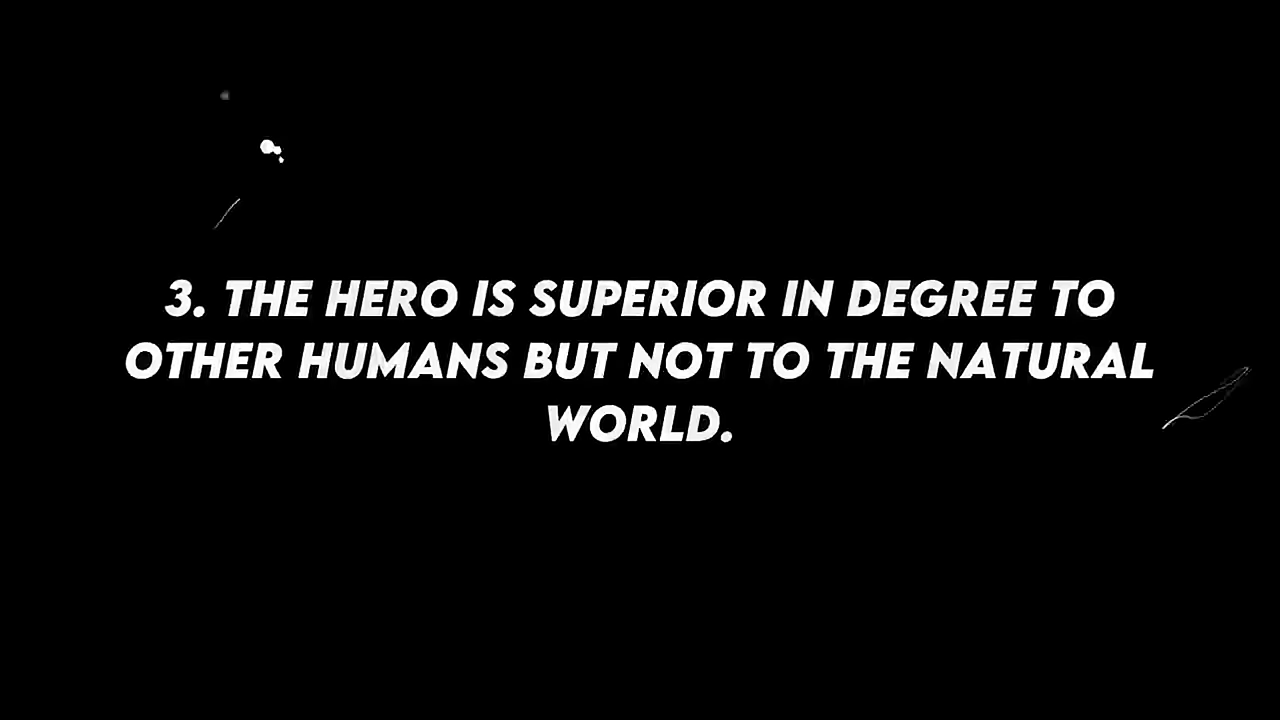 3. THE HERO IS SUPERIOR IN DEGREE TO
OTHER HUMANS BUT NOT TO THE NATURAL
WORLD.